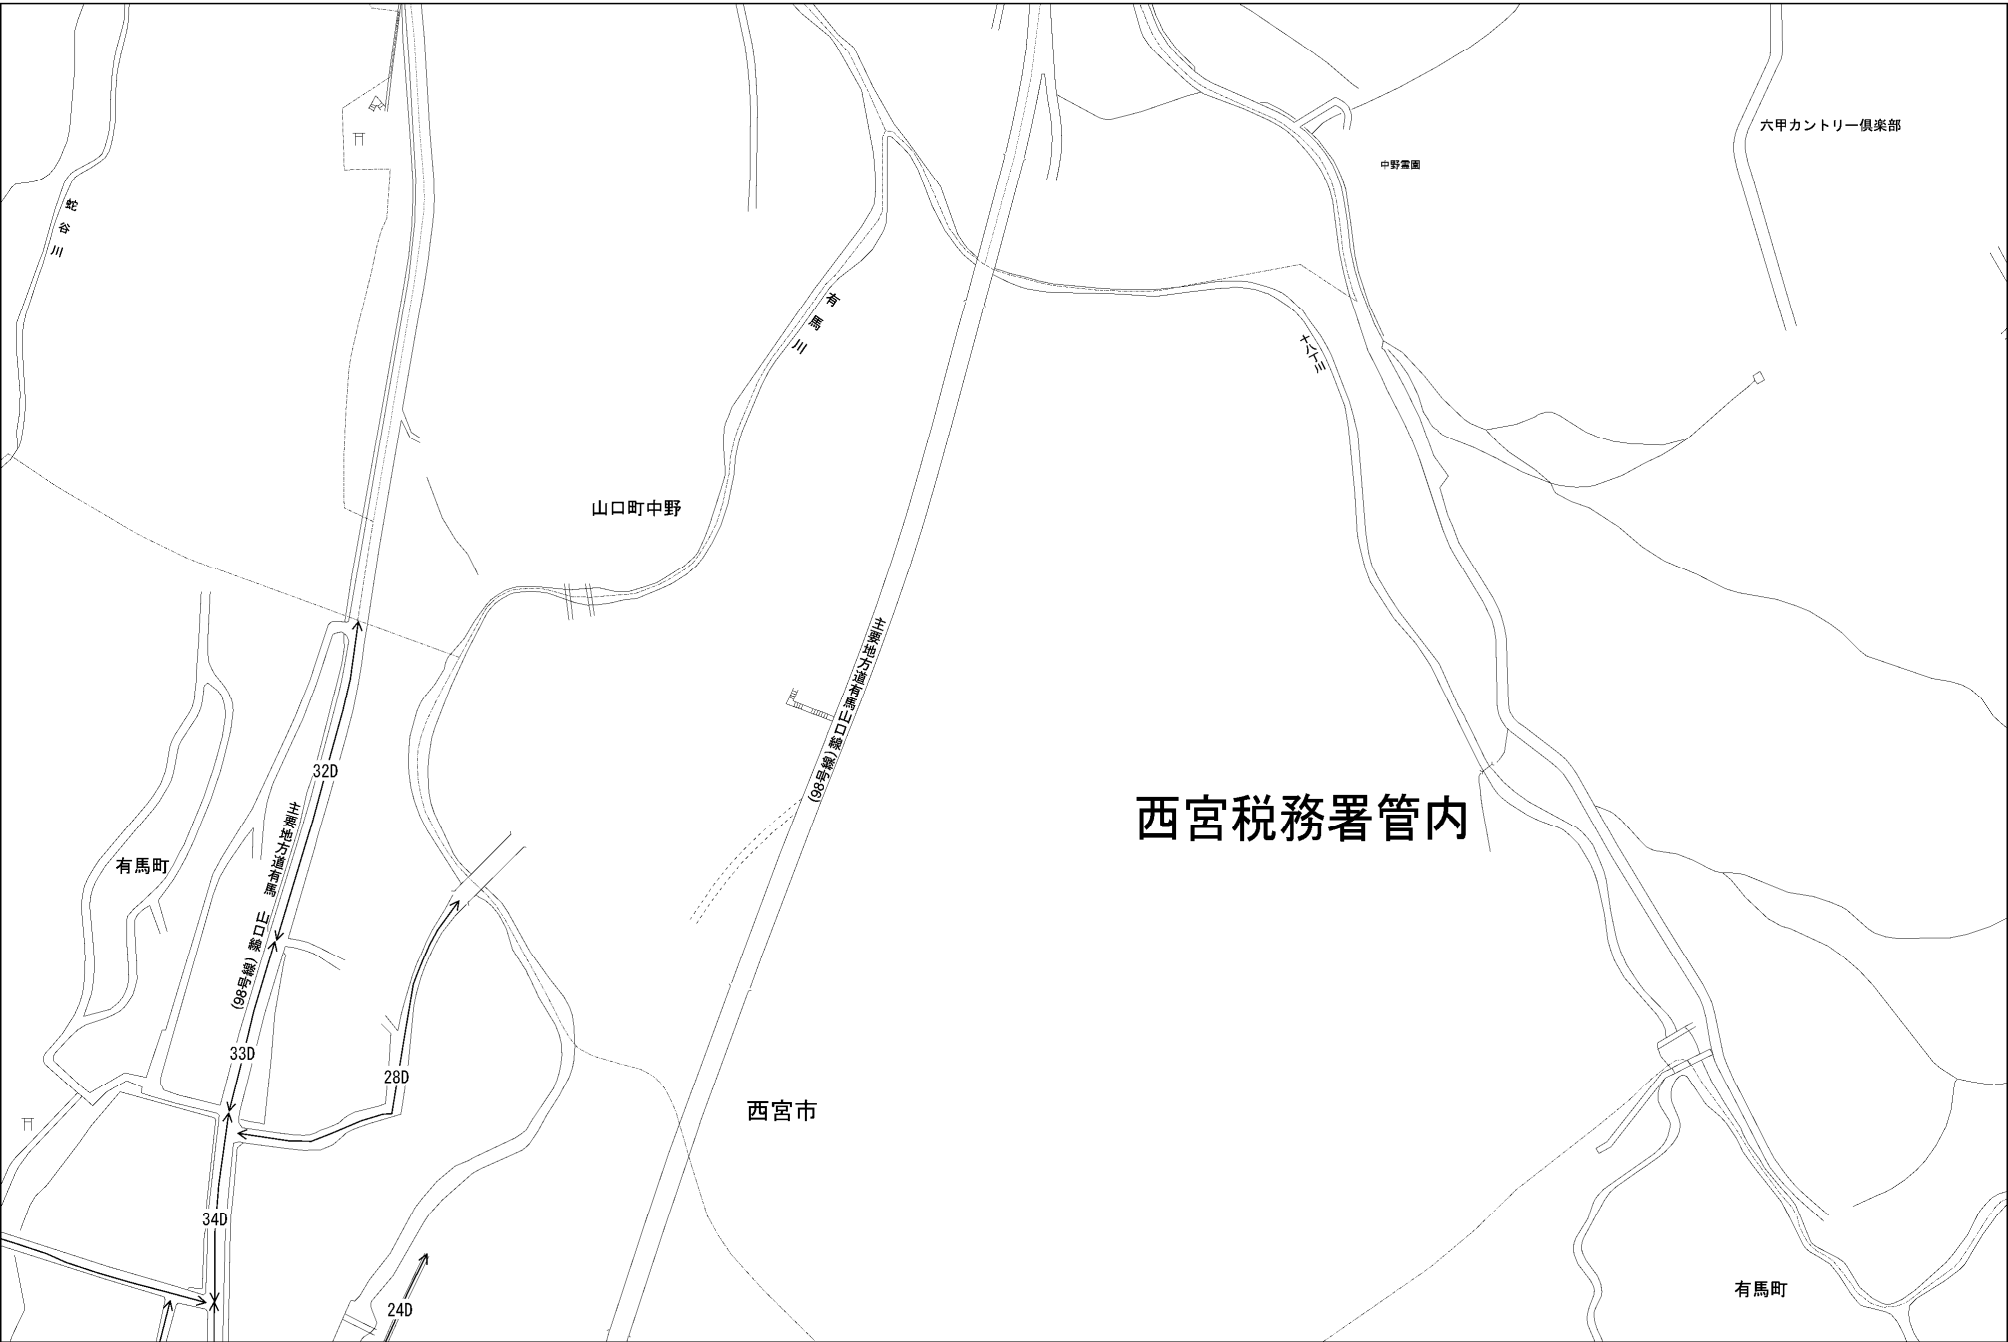 六甲カントリー倶楽部
中野霊園
蛇谷川
有馬川
十八丁川
山口町中野
主要地方道有馬山口線(98号線)
32D
西宮税務署管内
主要地方道有馬山口線(98号線)
有馬町
33D
28D
西宮市
34D
有馬町
24D